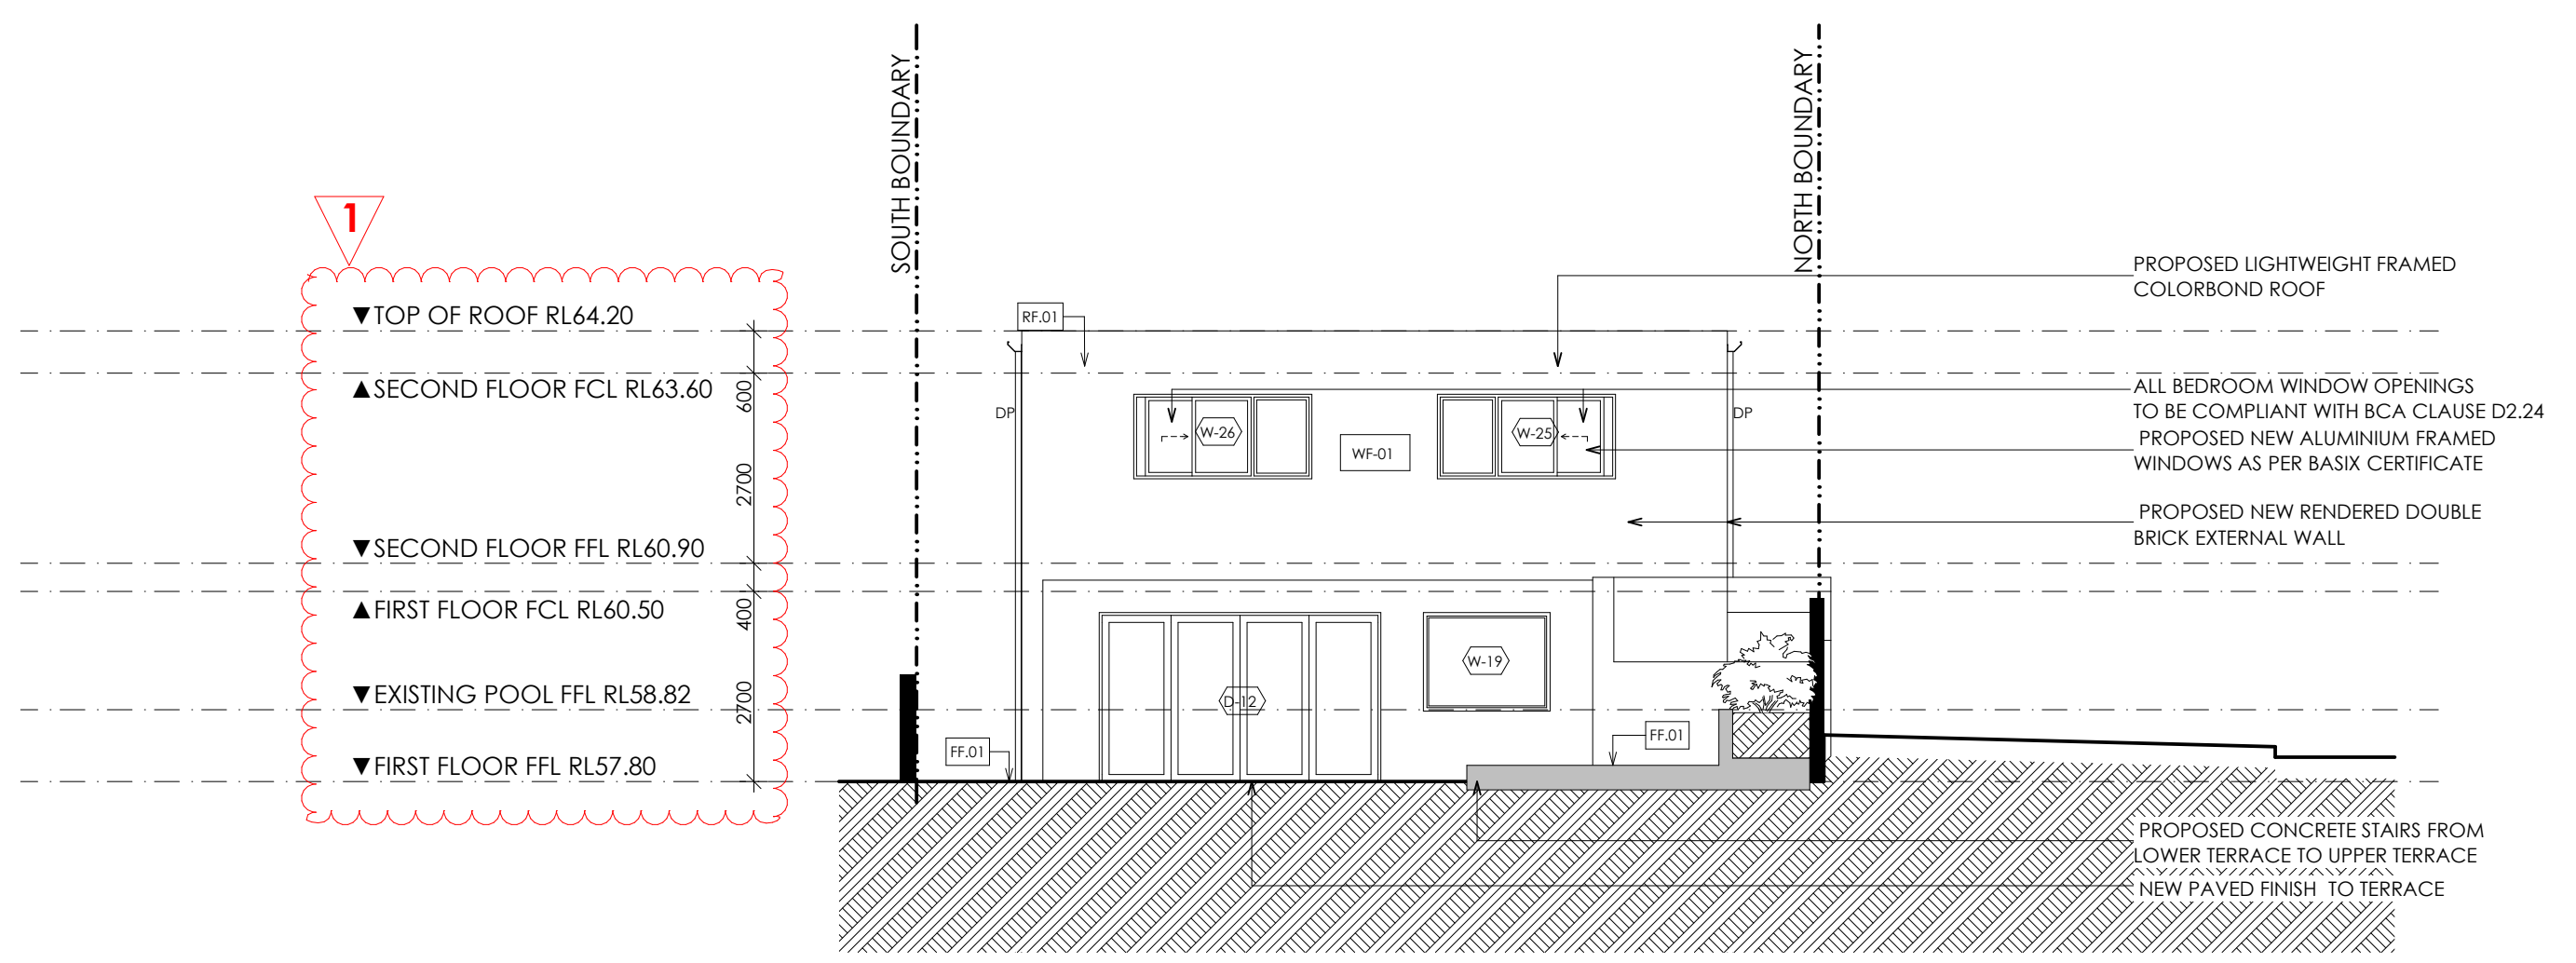 SOUTH BOUNDARY
NORTH BOUNDARY
1
▼TOP OF ROOF RL64.20
▲SECOND FLOOR FCL RL63.60
▼SECOND FLOOR FFL RL60.90
▲FIRST FLOOR FCL RL60.50
▼EXISTING POOL FFL RL58.82
▼FIRST FLOOR FFL RL57.80
600
2700
400
2700
RF.01
DP
DP
W-26
WF-01
W-25
W-19
D-12
FF.01
FF.01
PROPOSED LIGHTWEIGHT FRAMED
COLORBOND ROOF
ALL BEDROOM WINDOW OPENINGS
TO BE COMPLIANT WITH BCA CLAUSE D2.24
PROPOSED NEW ALUMINIUM FRAMED
WINDOWS AS PER BASIX CERTIFICATE
PROPOSED NEW RENDERED DOUBLE
BRICK EXTERNAL WALL
PROPOSED CONCRETE STAIRS FROM
LOWER TERRACE TO UPPER TERRACE
NEW PAVED FINISH TO TERRACE